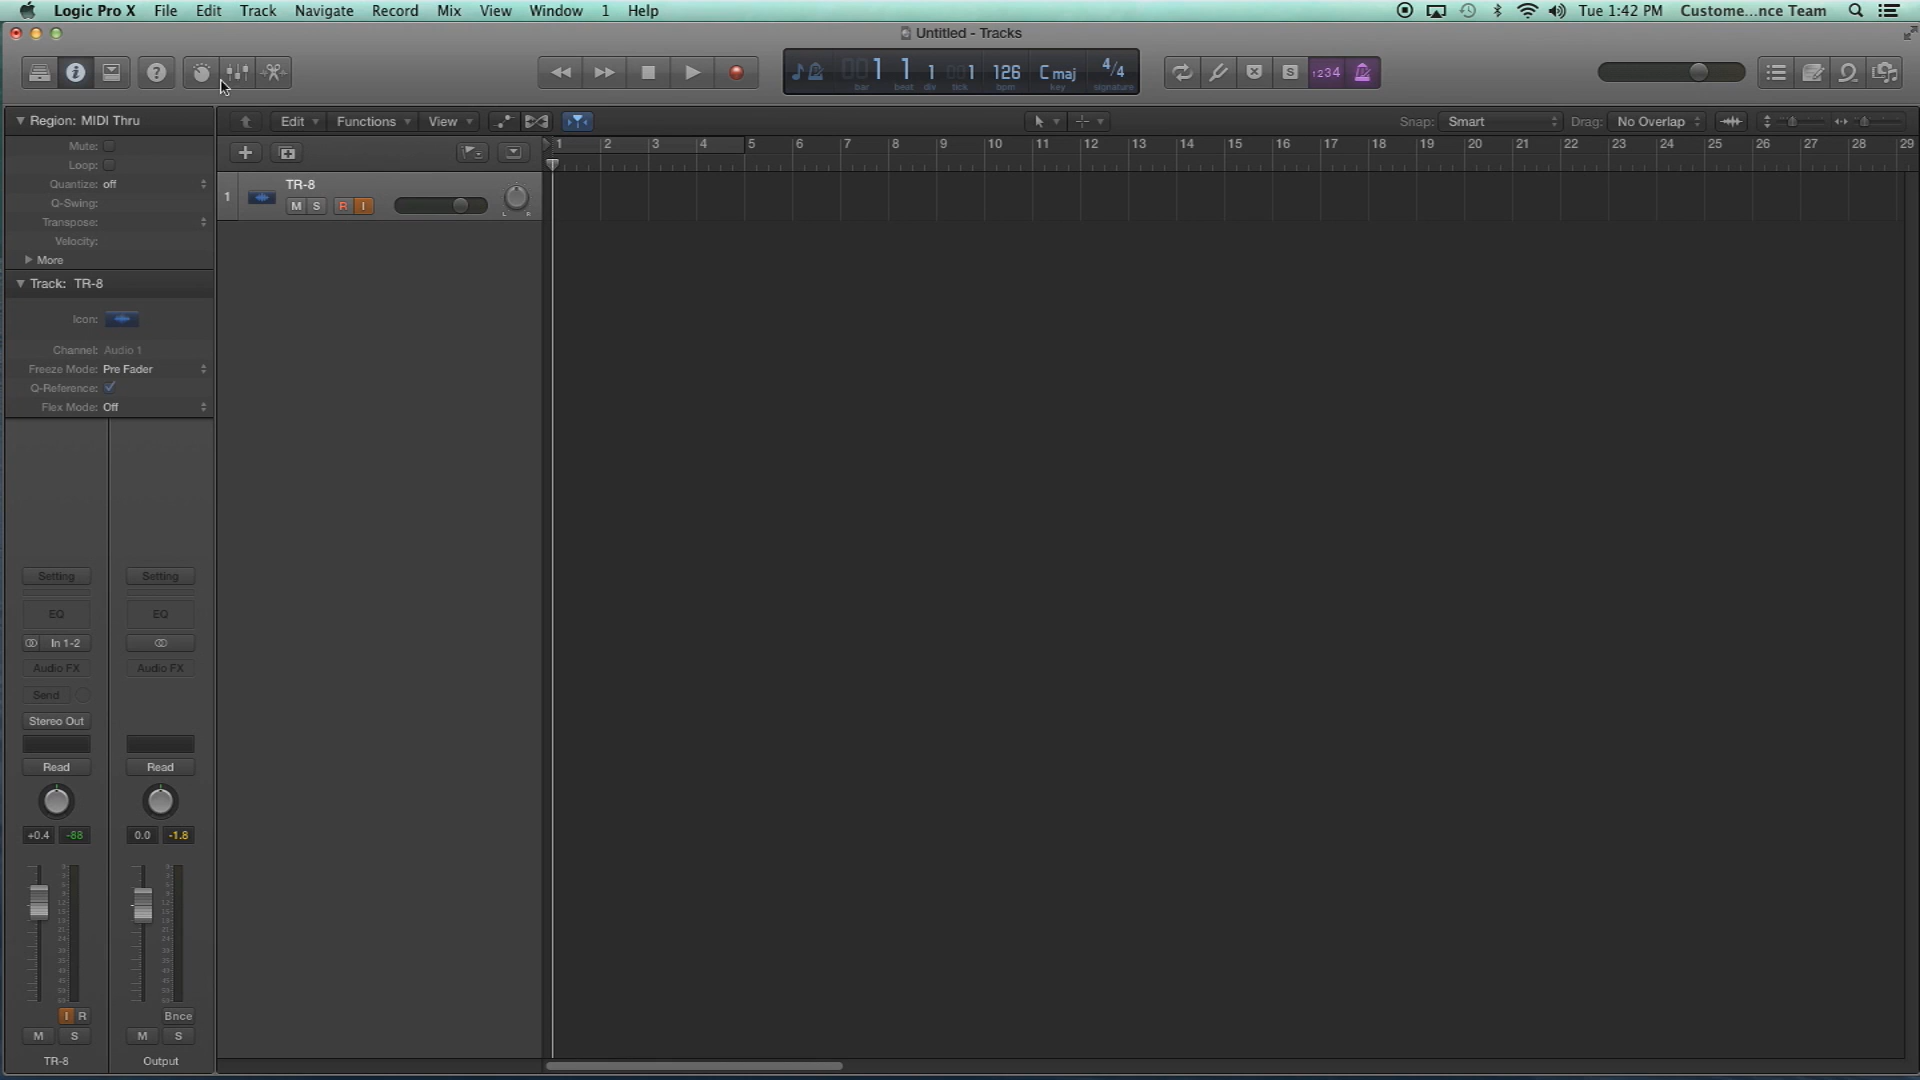 Logic Pro X File Edit Track Navigate Record Mix View Window 1 Help Tue 1:42 PM Custome...nce Team
Untitled - Tracks
001 1 1 001 126 C maj 4/4 1234
bar beat div tick bpm key signature
Region: MIDI Thru Edit Functions View Snap: Smart Drag: No Overlap
Mute:
1 2 3 4 5 6 7 8 9 10 11 12 13 14 15 16 17 18 19 20 21 22 23 24 25 26 27 28 29
Loop:
Quantize: off
1 TR-8
M S R I L R
Q-Swing:
Transpose:
Velocity:
More
Track: TR-8
Icon:
Channel: Audio 1
Freeze Mode: Pre Fader
Q-Reference:
Flex Mode: Off
Setting Setting
EQ EQ
In 1-2
Audio FX Audio FX
Send
Stereo Out
Read Read
+0.4 -88 0.0 -1.8
I R Bnce
M S M S
TR-8 Output